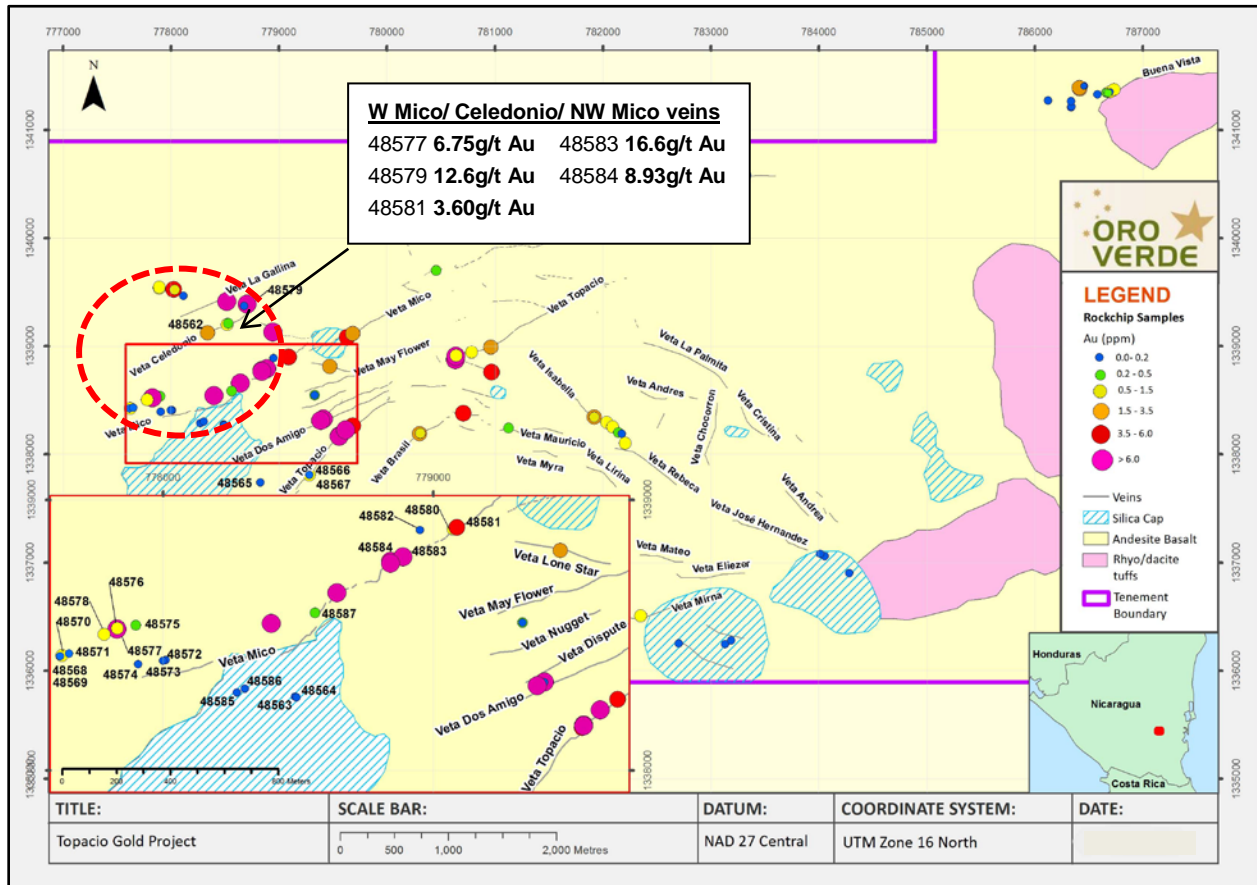 777000 778000 779000 780000 781000 782000 783000 784000 785000 786000 787000
N
Buena Vista
W Mico/ Celedonio/ NW Mico veins
48577 6.75g/t Au 48583 16.6g/t Au
48579 12.6g/t Au 48584 8.93g/t Au
48581 3.60g/t Au
1341000 1341000
1340000 1340000
1339000 1339000
1338000 1338000
1337000
1336000
1335000
Veta La Gallina
48579
48562
Veta Celedonio
Veta Mico
Veta Topacio
Veta May Flower
Veta Isabella
Veta La Palmita
Veta Andres
Veta Cristina
Veta Chocorron
Veta Dos Amigo
Veta Topacio
Veta Brasil
Veta Mauricio
Veta Myra
Veta Lirina
Veta Rebeca
Veta Andrea
Veta José Hernandez
Veta Mateo
Veta Eliezer
Veta Mirna
48565
48566
48567
778000 779000
1339000 1339000
1338000
48582
48580
48581
48584
48583
48576
48578
48570
48575
48587
48571
48568
48569
48577
48574
48573
48572
48586
48585
48564
48563
Veta Mico
Veta Lone Star
Veta May Flower
Veta Nugget
Veta Dispute
Veta Dos Amigo
Veta Topacio
0 200 400 800 Meters
ORO
VERDE
LEGEND
Rockchip Samples
Au (ppm)
0.0- 0.2
0.2 - 0.5
0.5 - 1.5
1.5 - 3.5
3.5 - 6.0
> 6.0
Veins
Silica Cap
Andesite Basalt
Rhyo/dacite
tuffs
Tenement
Boundary
Honduras
Nicaragua
Costa Rica
TITLE: SCALE BAR: DATUM: COORDINATE SYSTEM: DATE:
Topacio Gold Project 0 500 1,000 2,000 Metres NAD 27 Central UTM Zone 16 North